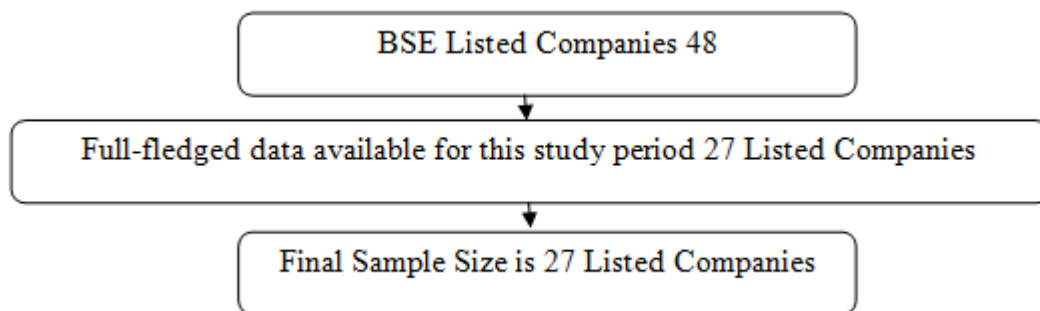 BSE Listed Companies 48
Full-fledged data available for this study period 27 Listed Companies
Final Sample Size is 27 Listed Companies